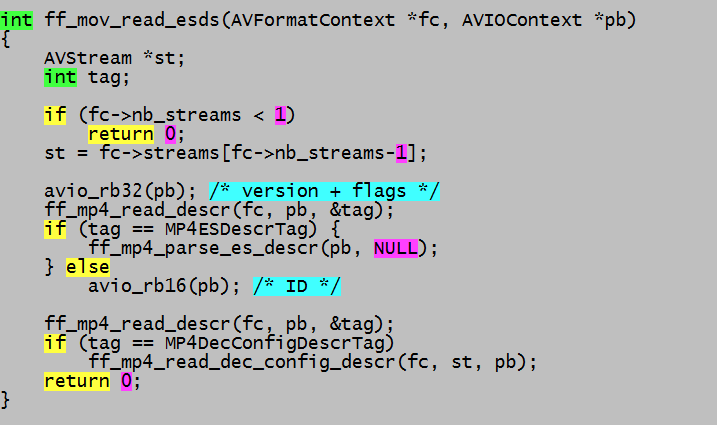 int ff_mov_read_esds(AVFormatContext *fc, AVIOContext *pb)
{
    AVStream *st;
    int tag;

    if (fc->nb_streams < 1)
        return 0;
    st = fc->streams[fc->nb_streams-1];

    avio_rb32(pb); /* version + flags */
    ff_mp4_read_descr(fc, pb, &tag);
    if (tag == MP4ESDescrTag) {
        ff_mp4_parse_es_descr(pb, NULL);
    } else
        avio_rb16(pb); /* ID */

    ff_mp4_read_descr(fc, pb, &tag);
    if (tag == MP4DecConfigDescrTag)
        ff_mp4_read_dec_config_descr(fc, st, pb);
    return 0;
}